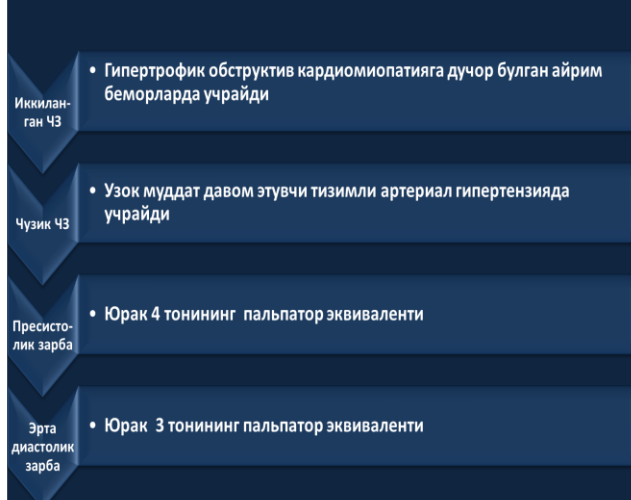 Иккилан-
ган ЧЗ
• Гипертрофик обструктив кардиомиопатияга дучор булган айрим
беморларда учрайди
Чузик ЧЗ
• Узок муддат давом этувчи тизимли артериал гипертензияда
учрайди
Пресисто-
лик зарба
• Юрак 4 тонининг пальпатор эквиваленти
Эрта
диастолик
зарба
• Юрак 3 тонининг пальпатор эквиваленти